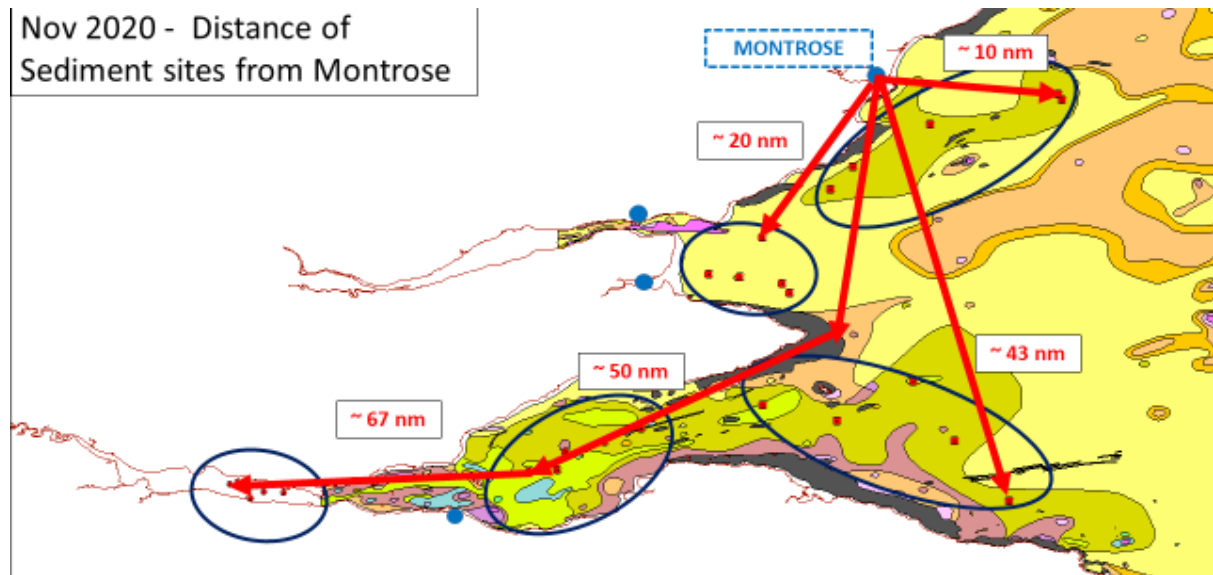 Nov 2020 - Distance of
Sediment sites from Montrose
MONTROSE
~ 10 nm
~ 20 nm
~ 43 nm
~ 50 nm
~ 67 nm